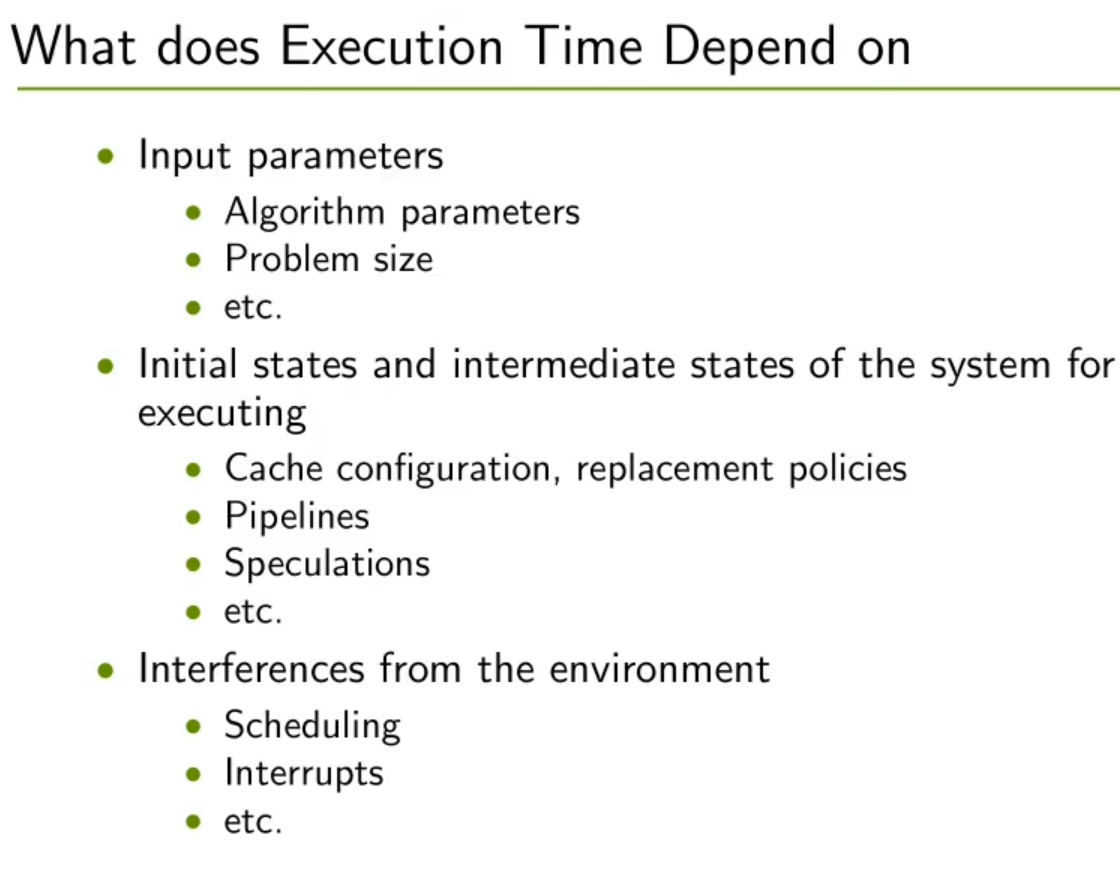 What does Execution Time Depend on
• Input parameters
• Algorithm parameters
• Problem size
• etc.
• Initial states and intermediate states of the system for
executing
• Cache configuration, replacement policies
• Pipelines
• Speculations
• etc.
• Interferences from the environment
• Scheduling
• Interrupts
• etc.